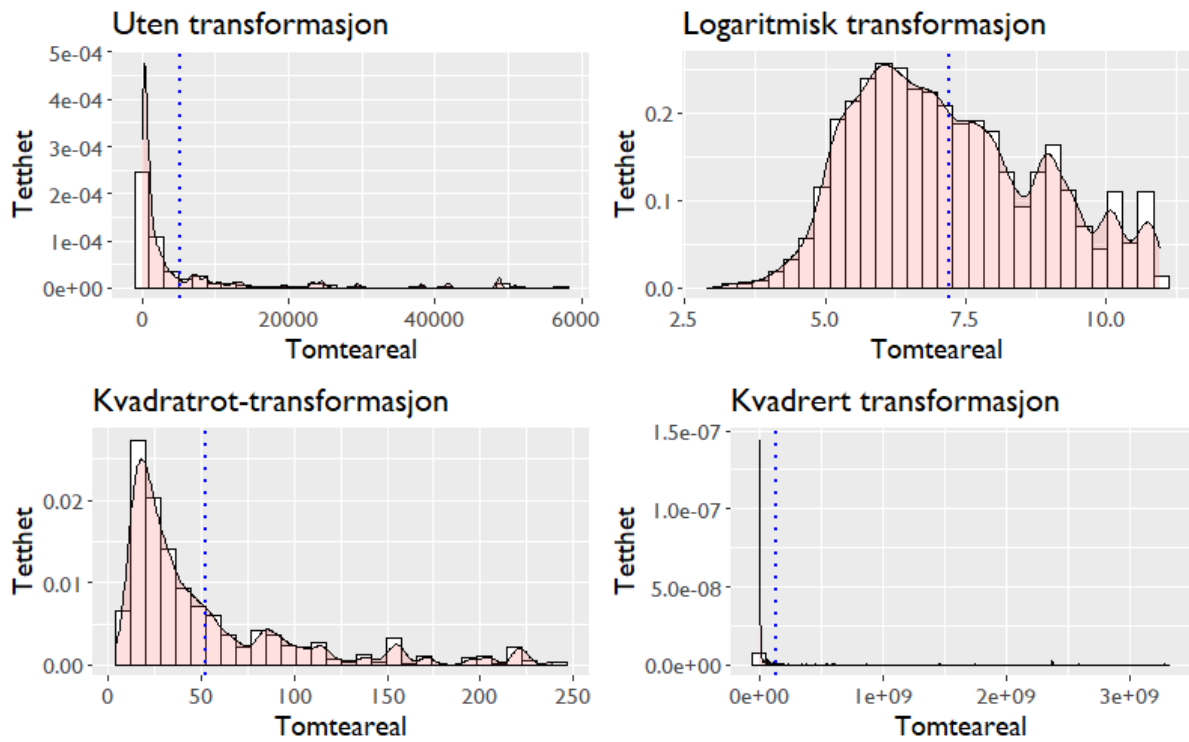 Uten transformasjon
5e-04
4e-04
3e-04
2e-04
1e-04
0e+00
Tetthet
0
20000
40000
6000
Tomteareal
Logaritmisk transformasjon
0.2
0.1
0.0
Tetthet
2.5
5.0
7.5
10.0
Tomteareal
Kvadratrot-transformasjon
0.02
0.01
0.00
Tetthet
0
50
100
150
200
250
Tomteareal
Kvadrert transformasjon
1.5e-07
1.0e-07
5.0e-08
0.0e+00
Tetthet
0e+00
1e+09
2e+09
3e+09
Tomteareal